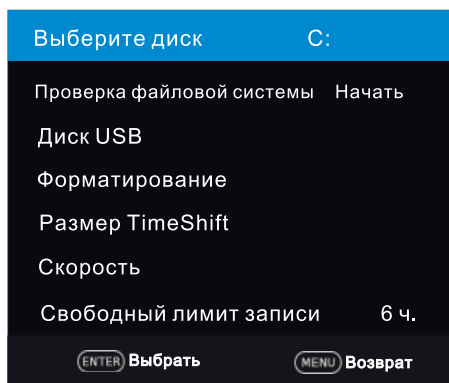 Выберите диск C:
Проверка файловой системы Начать
Диск USB
Форматирование
Размер TimeShift
Скорость
Свободный лимит записи 6 ч.
ENTER Выбрать MENU Возврат